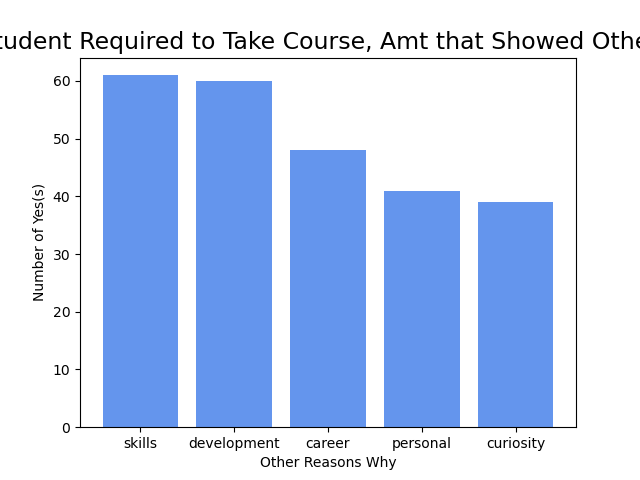 tudent Required to Take Course, Amt that Showed Othe
60
50
40
30
20
10
0
Number of Yes(s)
skills development career personal curiosity
Other Reasons Why